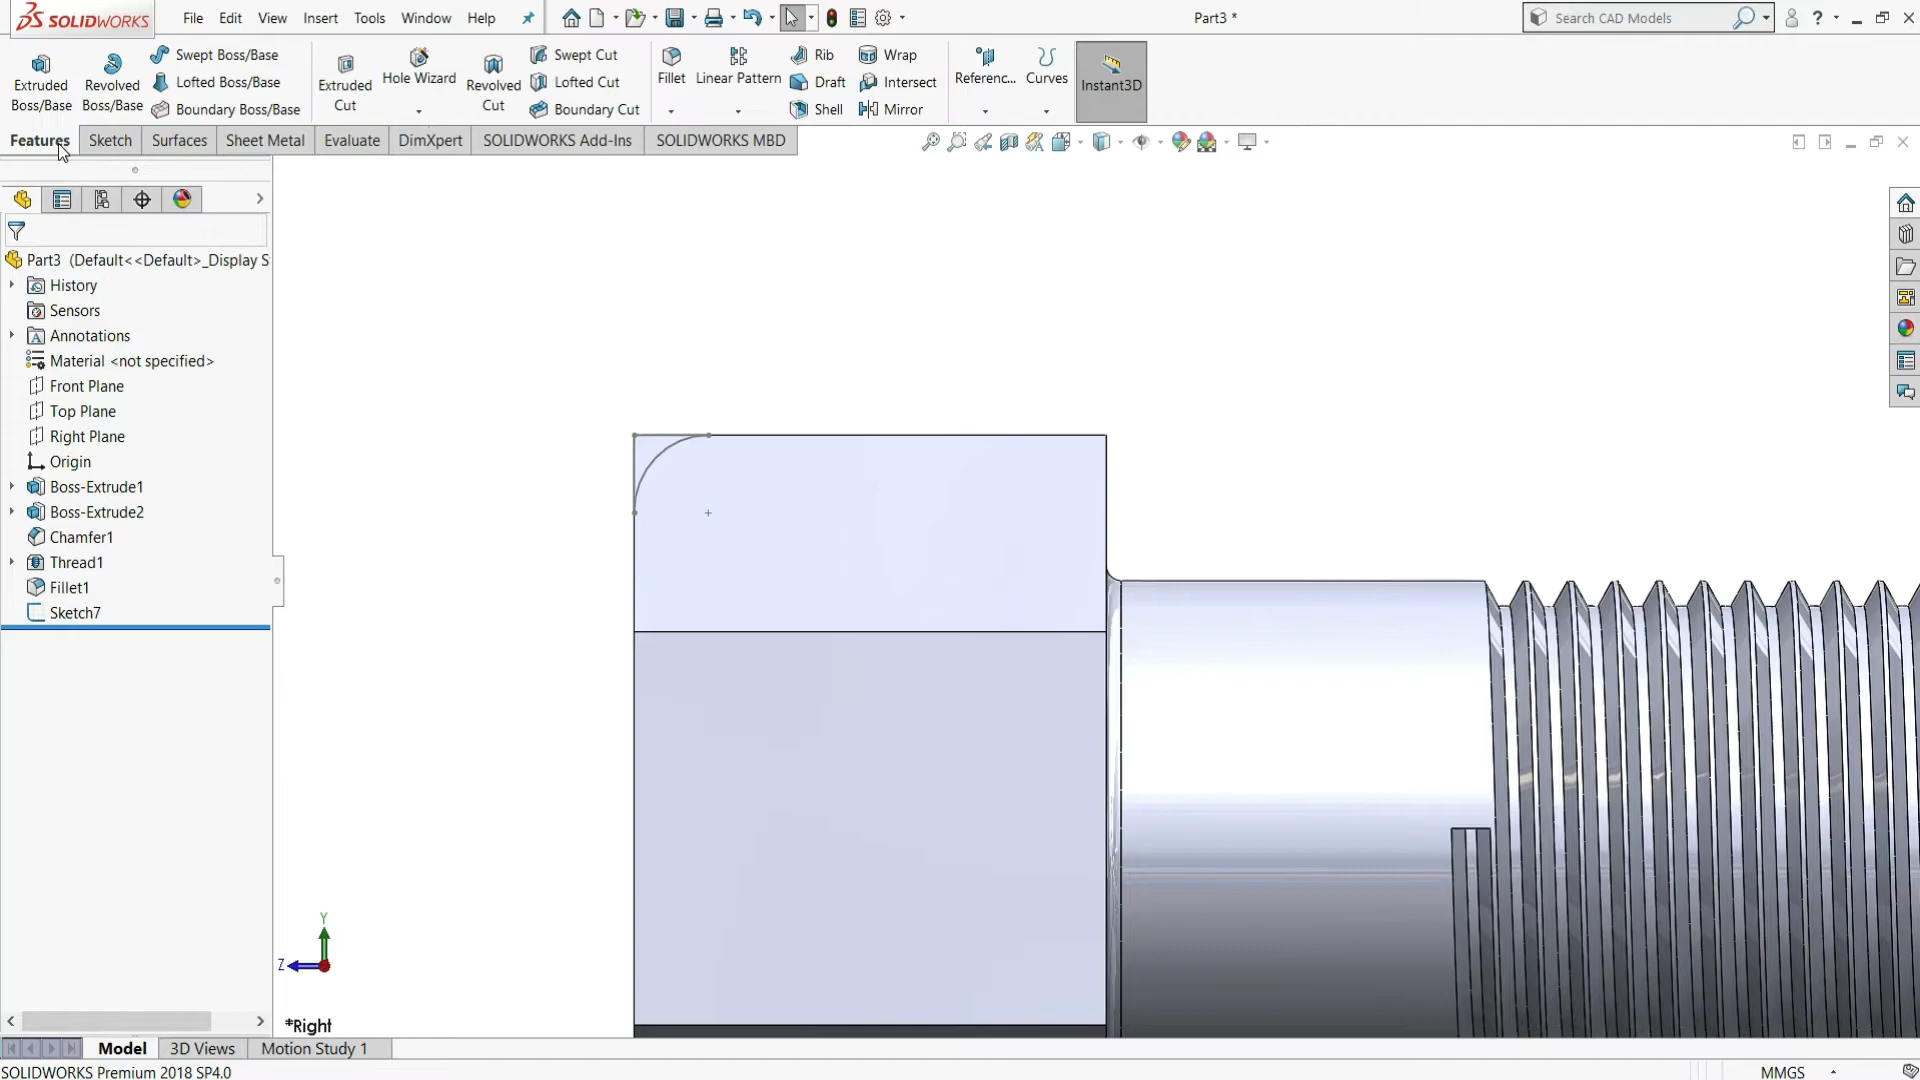 SOLIDWORKS File Edit View Insert Tools Window Help Part3 * Search CAD Models
Extruded Boss/Base
Revolved Boss/Base
Swept Boss/Base
Lofted Boss/Base
Boundary Boss/Base
Extruded Cut
Hole Wizard
Revolved Cut
Swept Cut
Lofted Cut
Boundary Cut
Fillet
Linear Pattern
Rib
Draft
Shell
Wrap
Intersect
Mirror
Referenc...
Curves
Instant3D
Features Sketch Surfaces Sheet Metal Evaluate DimXpert SOLIDWORKS Add-Ins SOLIDWORKS MBD
Part3 (Default<<Default>_Display S
History
Sensors
Annotations
Material <not specified>
Front Plane
Top Plane
Right Plane
Origin
Boss-Extrude1
Boss-Extrude2
Chamfer1
Thread1
Fillet1
Sketch7
Y
Z
*Right
Model 3D Views Motion Study 1
SOLIDWORKS Premium 2018 SP4.0 MMGS